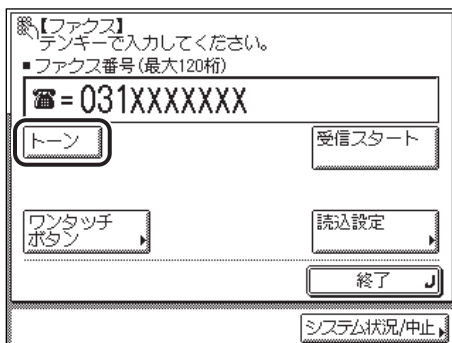 【ファクス】
テンキーで入力してください。
■ファクス番号(最大120桁)
☎=031XXXXXXX
トーン
受信スタート
ワンタッチ
ボタン
読込設定
終了
システム状況/中止